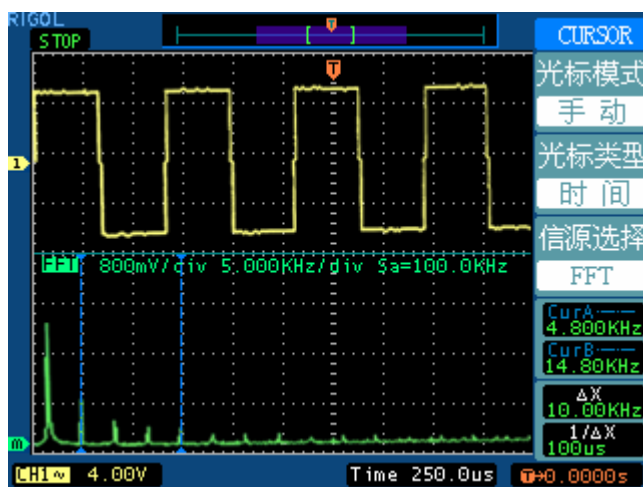 RIGOL
STOP
T
T
1
FFT 800mV/div 5.000KHz/div Sa=100.0KHz
m
CH1~ 4.00V
Time 250.0us
T→0.0000s
CURSOR
光标模式
手动
光标类型
时间
信源选择
FFT
CurA:
4.800KHz
CurB:
14.80KHz
ΔX
10.00KHz
1/ΔX
100us